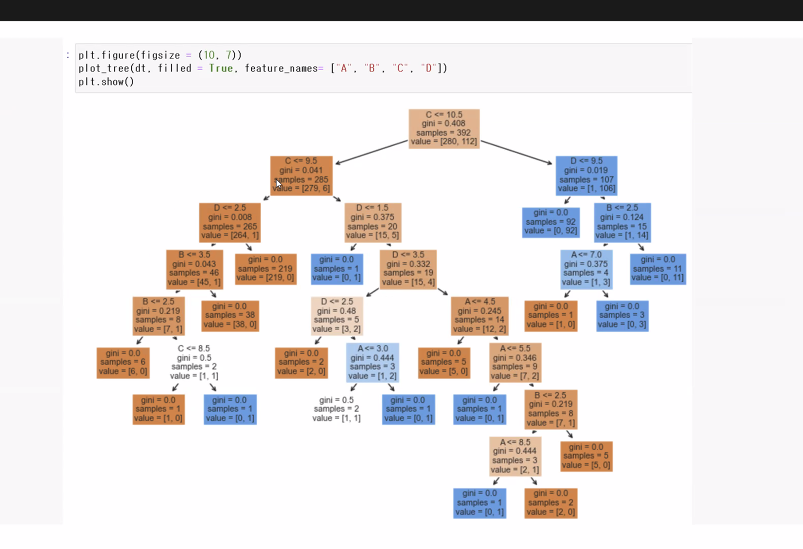 :
plt.figure(figsize = (10, 7))
plot_tree(dt, filled = True, feature_names= ["A", "B", "C", "D"])
plt.show()
C <= 10.5
gini = 0.408
samples = 392
value = [280, 112]
C <= 9.5
gini = 0.041
samples = 285
value = [279, 6]
D <= 9.5
gini = 0.019
samples = 107
value = [1, 106]
D <= 2.5
gini = 0.008
samples = 265
value = [264, 1]
D <= 1.5
gini = 0.375
samples = 20
value = [15, 5]
gini = 0.0
samples = 92
value = [0, 92]
B <= 2.5
gini = 0.124
samples = 15
value = [1, 14]
B <= 3.5
gini = 0.043
samples = 46
value = [45, 1]
gini = 0.0
samples = 219
value = [219, 0]
gini = 0.0
samples = 1
value = [0, 1]
D <= 3.5
gini = 0.332
samples = 19
value = [15, 4]
A <= 7.0
gini = 0.375
samples = 4
value = [1, 3]
gini = 0.0
samples = 11
value = [0, 11]
B <= 2.5
gini = 0.219
samples = 8
value = [7, 1]
gini = 0.0
samples = 38
value = [38, 0]
D <= 2.5
gini = 0.48
samples = 5
value = [3, 2]
A <= 4.5
gini = 0.245
samples = 14
value = [12, 2]
gini = 0.0
samples = 1
value = [1, 0]
gini = 0.0
samples = 3
value = [0, 3]
gini = 0.0
samples = 6
value = [6, 0]
C <= 8.5
gini = 0.5
samples = 2
value = [1, 1]
gini = 0.0
samples = 2
value = [2, 0]
A <= 3.0
gini = 0.444
samples = 3
value = [1, 2]
gini = 0.0
samples = 5
value = [5, 0]
A <= 5.5
gini = 0.346
samples = 9
value = [7, 2]
gini = 0.0
samples = 1
value = [1, 0]
gini = 0.0
samples = 1
value = [0, 1]
gini = 0.5
samples = 2
value = [1, 1]
gini = 0.0
samples = 1
value = [0, 1]
gini = 0.0
samples = 1
value = [0, 1]
B <= 2.5
gini = 0.219
samples = 8
value = [7, 1]
A <= 8.5
gini = 0.444
samples = 3
value = [2, 1]
gini = 0.0
samples = 5
value = [5, 0]
gini = 0.0
samples = 1
value = [0, 1]
gini = 0.0
samples = 2
value = [2, 0]